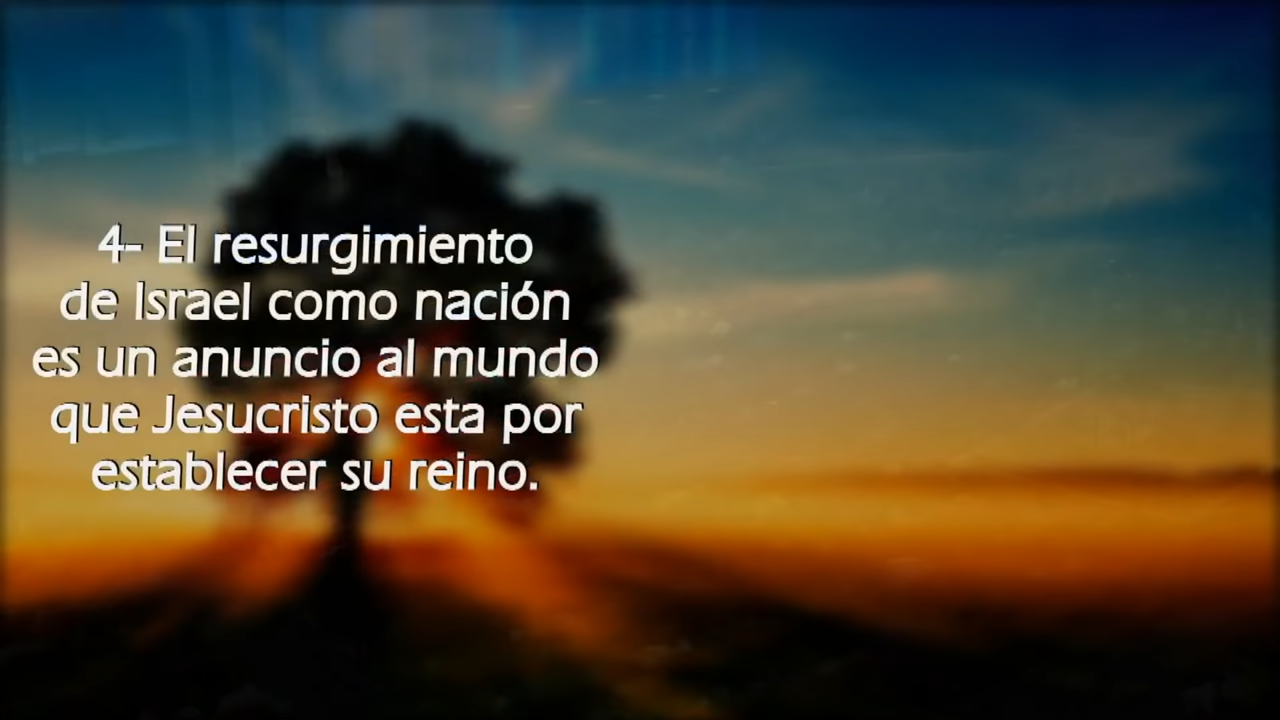 4- El resurgimiento
de Israel como nación
es un anuncio al mundo
que Jesucristo esta por
establecer su reino.